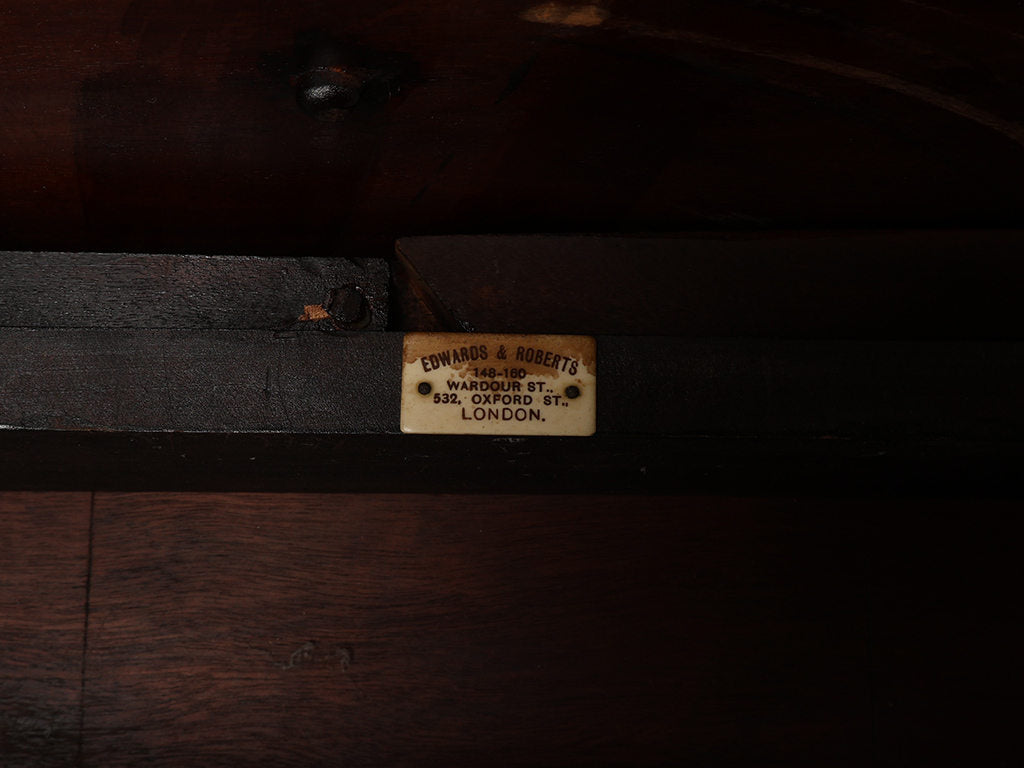 EDWARDS & ROBERTS
148-160
WARDOUR ST.,
532, OXFORD ST.,
LONDON.